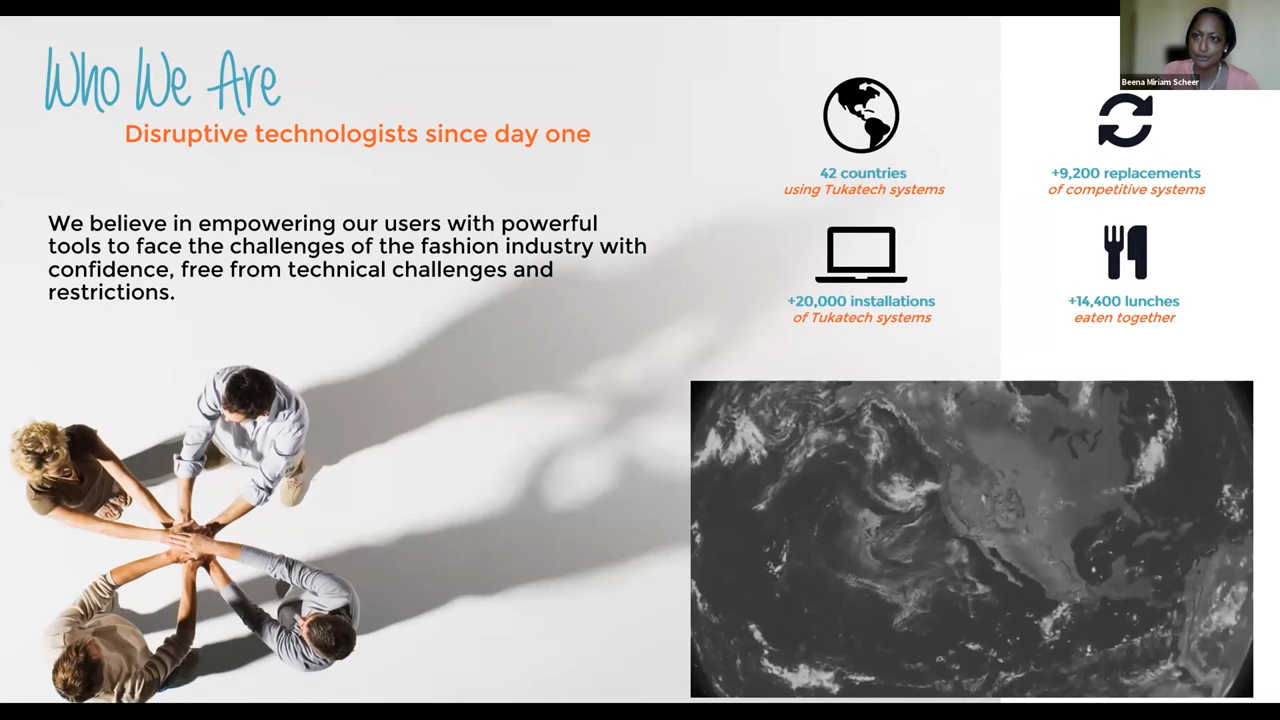 Who We Are
Disruptive technologists since day one
We believe in empowering our users with powerful
tools to face the challenges of the fashion industry with
confidence, free from technical challenges and
restrictions.
42 countries
using Tukatech systems
+9,200 replacements
of competitive systems
+20,000 installations
of Tukatech systems
+14,400 lunches
eaten together
Beena Miriam Scheer